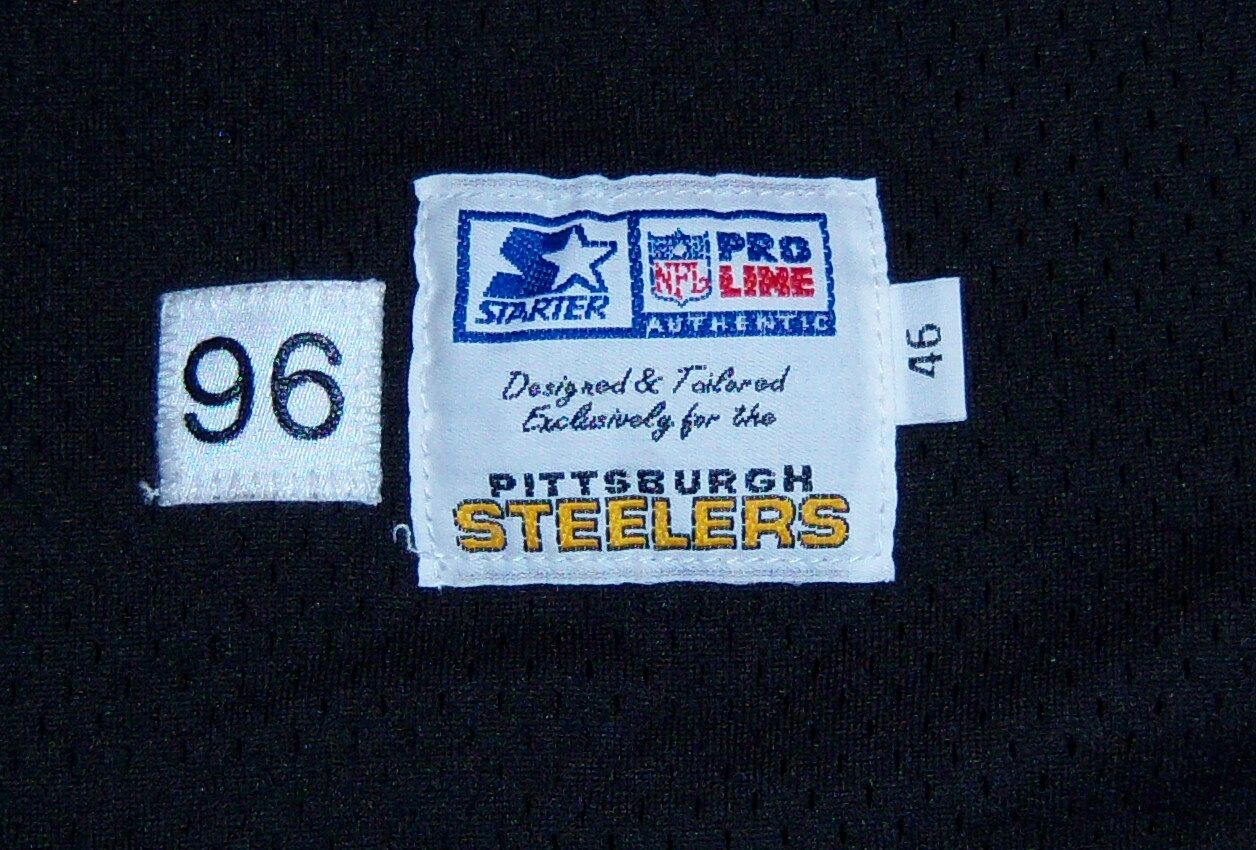 96
STARTER
NFL
PRO
LINE
AUTHENTIC
46
Designed & Tailored
Exclusively for the
PITTSBURGH
STEELERS